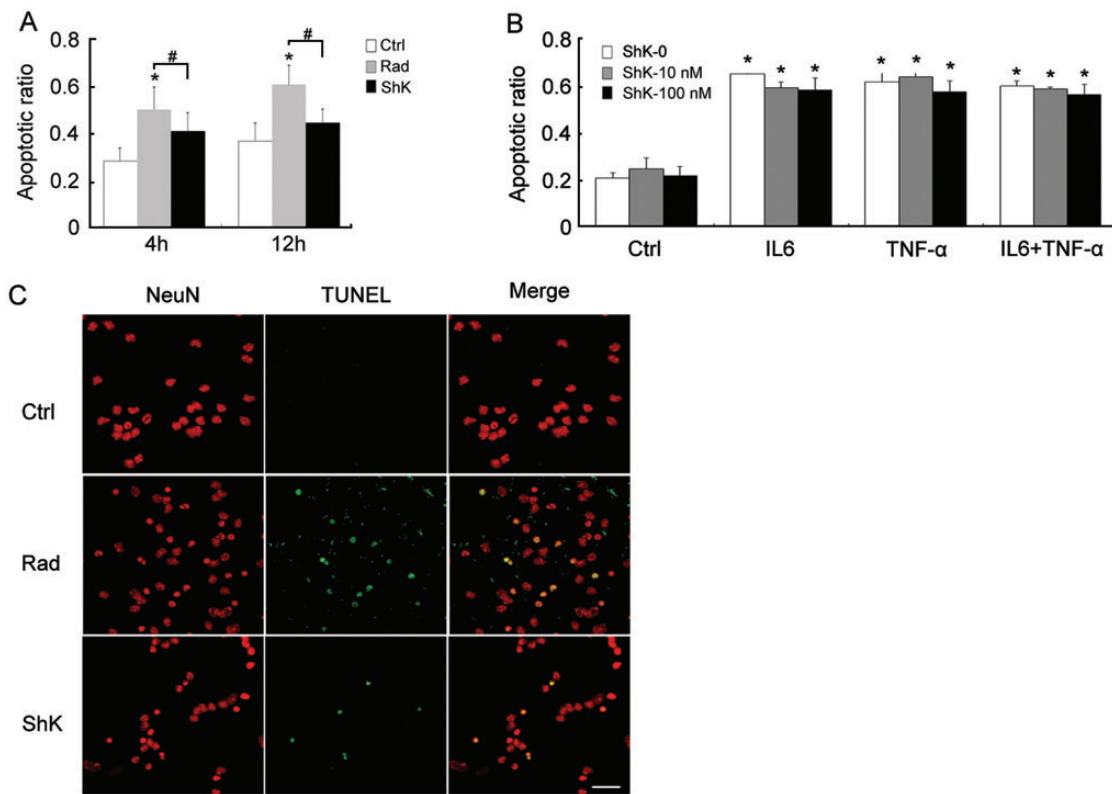 A
Apoptotic ratio
0.8
0.6
0.4
0.2
0
*
#
*
#
Ctrl
Rad
ShK
4h
12h
B
Apoptotic ratio
0.8
0.6
0.4
0.2
0
ShK-0
ShK-10 nM
ShK-100 nM
* * *
* * *
* * *
Ctrl
IL6
TNF-α
IL6+TNF-α
C
NeuN
TUNEL
Merge
Ctrl
Rad
ShK